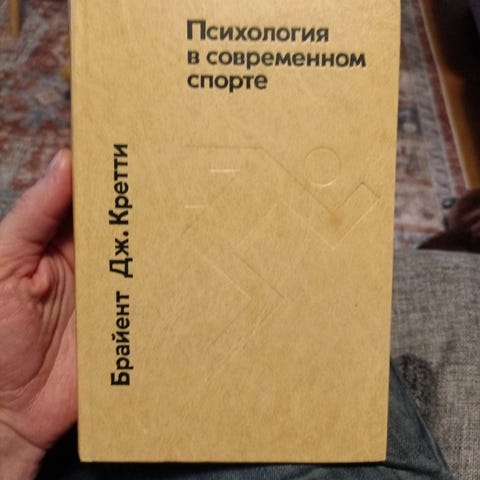 Психология
в современном
спорте
Брайент Дж. Кретти